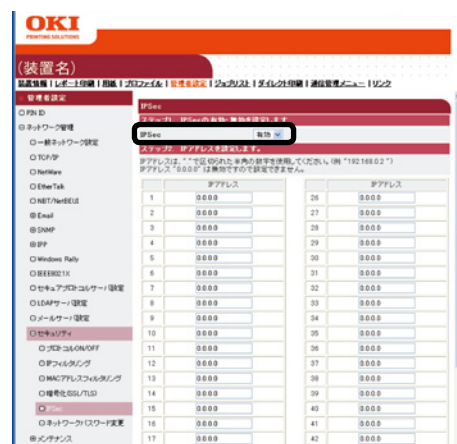 OKI
PRINTING SOLUTIONS
(装置名)
装置情報 | レポート印刷 | 用紙 | プロファイル | 管理者設定 | ジョブリスト | ダイレクト印刷 | 通信管理メニュー | リンク
管理者設定
PIN ID
ネットワーク管理
一般ネットワーク設定
TCP/IP
NetWare
EtherTalk
NBT/NetBEUI
Email
SNMP
IPP
Windows Rally
IEEE802.1X
セキュアプロトコルサーバ設定
LDAPサーバ設定
メールサーバ設定
セキュリティ
プロトコルON/OFF
IPフィルタリング
MACアドレスフィルタリング
暗号化(SSL/TLS)
IPSec
ネットワークパスワード変更
メンテナンス
IPSec
ステップ1. IPSecの有効・無効を設定します。
IPSec 有効
ステップ2. IPアドレスを設定します。
IPアドレスは、"."で区切られた半角の数字を使用してください。(例 "192.168.0.2")
IPアドレス "0.0.0.0" は無効ですので設定できません。
IPアドレス IPアドレス
1 0.0.0.0 26 0.0.0.0
2 0.0.0.0 27 0.0.0.0
3 0.0.0.0 28 0.0.0.0
4 0.0.0.0 29 0.0.0.0
5 0.0.0.0 30 0.0.0.0
6 0.0.0.0 31 0.0.0.0
7 0.0.0.0 32 0.0.0.0
8 0.0.0.0 33 0.0.0.0
9 0.0.0.0 34 0.0.0.0
10 0.0.0.0 35 0.0.0.0
11 0.0.0.0 36 0.0.0.0
12 0.0.0.0 37 0.0.0.0
13 0.0.0.0 38 0.0.0.0
14 0.0.0.0 39 0.0.0.0
15 0.0.0.0 40 0.0.0.0
16 0.0.0.0 41 0.0.0.0
17 0.0.0.0 42 0.0.0.0